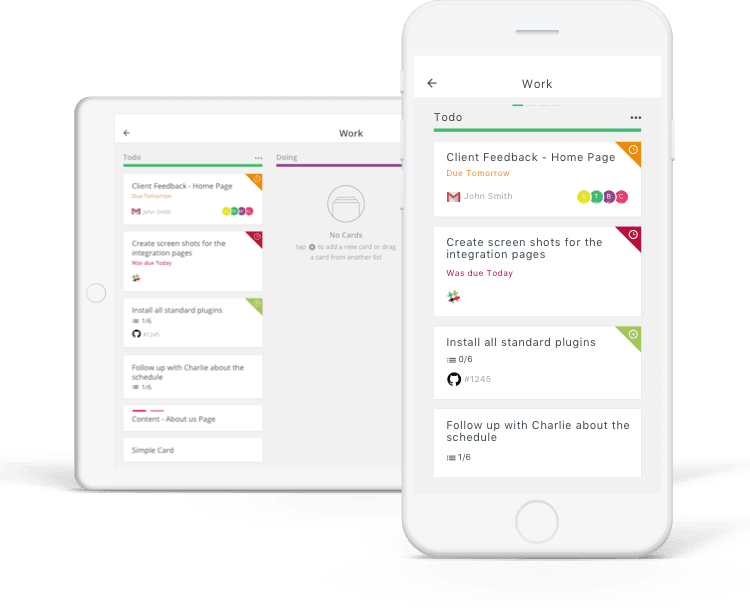 Work
Todo
Doing
Client Feedback - Home Page
Due Tomorrow
John Smith
S T B C
Create screen shots for the
integration pages
Was due Today
Install all standard plugins
1/6
#1245
Follow up with Charlie about the
schedule
1/6
Content - About us Page
Simple Card
No Cards
tap to add a new card or drag
a card from another list
Work
Todo
Client Feedback - Home Page
Due Tomorrow
John Smith
S T B C
Create screen shots for the
integration pages
Was due Today
Install all standard plugins
0/6
#1245
Follow up with Charlie about the
schedule
1/6